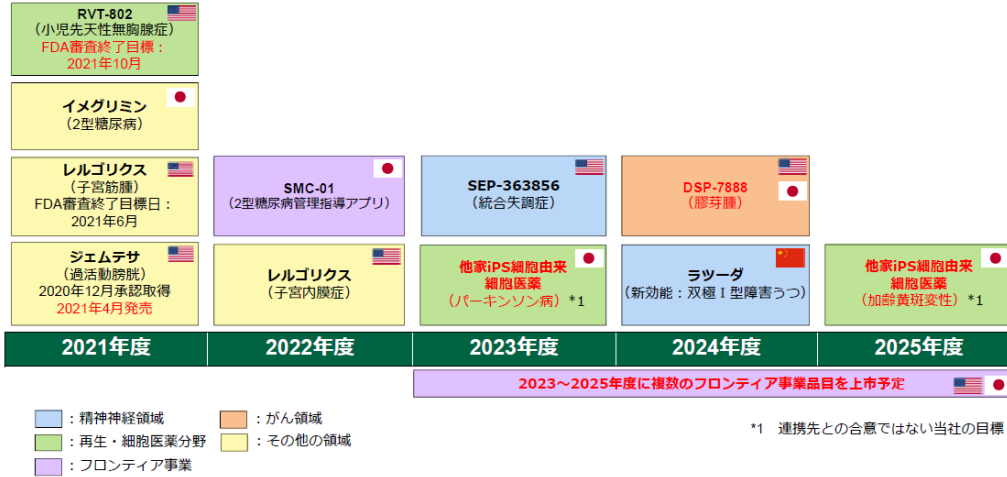 RVT-802
（小児先天性無胸腺症）
FDA審査終了目標：
2021年10月
イメグリミン
（2型糖尿病）
レルゴリクス
（子宮筋腫）
FDA審査終了目標日：
2021年6月
ジェムテサ
（過活動膀胱）
2020年12月承認取得
2021年4月発売
SMC-01
（2型糖尿病管理指導アプリ）
レルゴリクス
（子宮内膜症）
SEP-363856
（統合失調症）
他家iPS細胞由来
細胞医薬
（パーキンソン病）*1
DSP-7888
（膠芽腫）
ラツーダ
（新効能：双極Ⅰ型障害うつ）
他家iPS細胞由来
細胞医薬
（加齢黄斑変性）*1
2021年度
2022年度
2023年度
2024年度
2025年度
2023～2025年度に複数のフロンティア事業品目を上市予定
：精神神経領域
：がん領域
：再生・細胞医薬分野
：その他の領域
：フロンティア事業
*1 連携先との合意ではない当社の目標